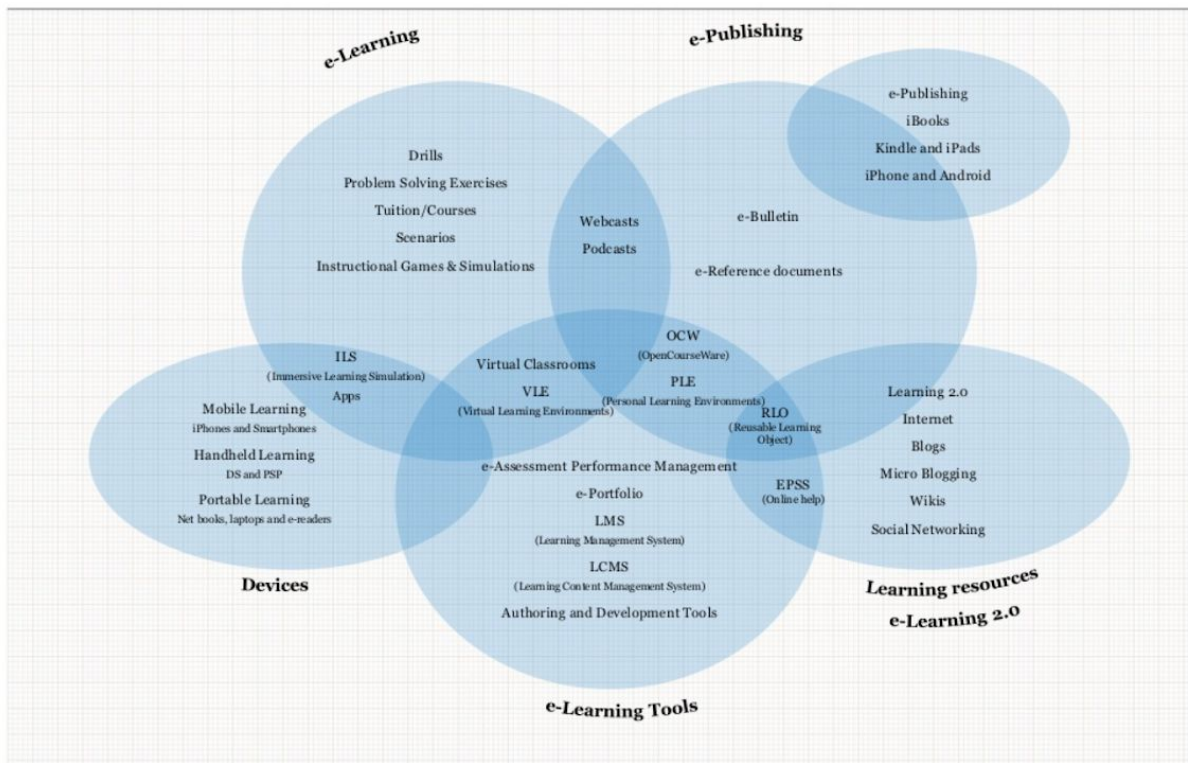 e-Learning
e-Publishing
e-Publishing
iBooks
Kindle and iPads
iPhone and Android
Drills
Problem Solving Exercises
Tuition/Courses
Scenarios
Instructional Games & Simulations
Webcasts
Podcasts
e-Bulletin
e-Reference documents
ILS
(Immersive Learning Simulation)
Apps
Virtual Classrooms
VLE
(Virtual Learning Environments)
OCW
(OpenCourseWare)
PLE
(Personal Learning Environments)
RLO
(Reusable Learning
Object)
EPSS
(Online help)
Mobile Learning
iPhones and Smartphones
Handheld Learning
DS and PSP
Portable Learning
Net books, laptops and e-readers
Devices
e-Assessment Performance Management
e-Portfolio
LMS
(Learning Management System)
LCMS
(Learning Content Management System)
Authoring and Development Tools
e-Learning Tools
Learning 2.0
Internet
Blogs
Micro Blogging
Wikis
Social Networking
Learning resources
e-Learning 2.0